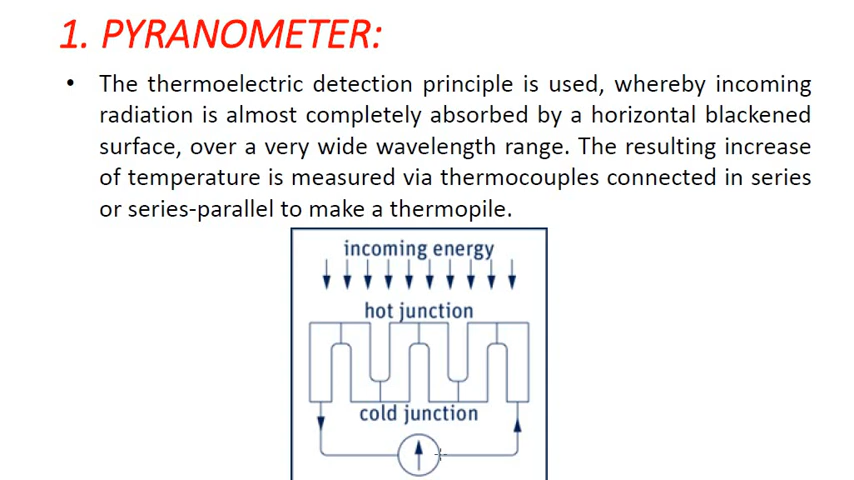 1. PYRANOMETER:
• The thermoelectric detection principle is used, whereby incoming
radiation is almost completely absorbed by a horizontal blackened
surface, over a very wide wavelength range. The resulting increase
of temperature is measured via thermocouples connected in series
or series-parallel to make a thermopile.
incoming energy
hot junction
cold junction